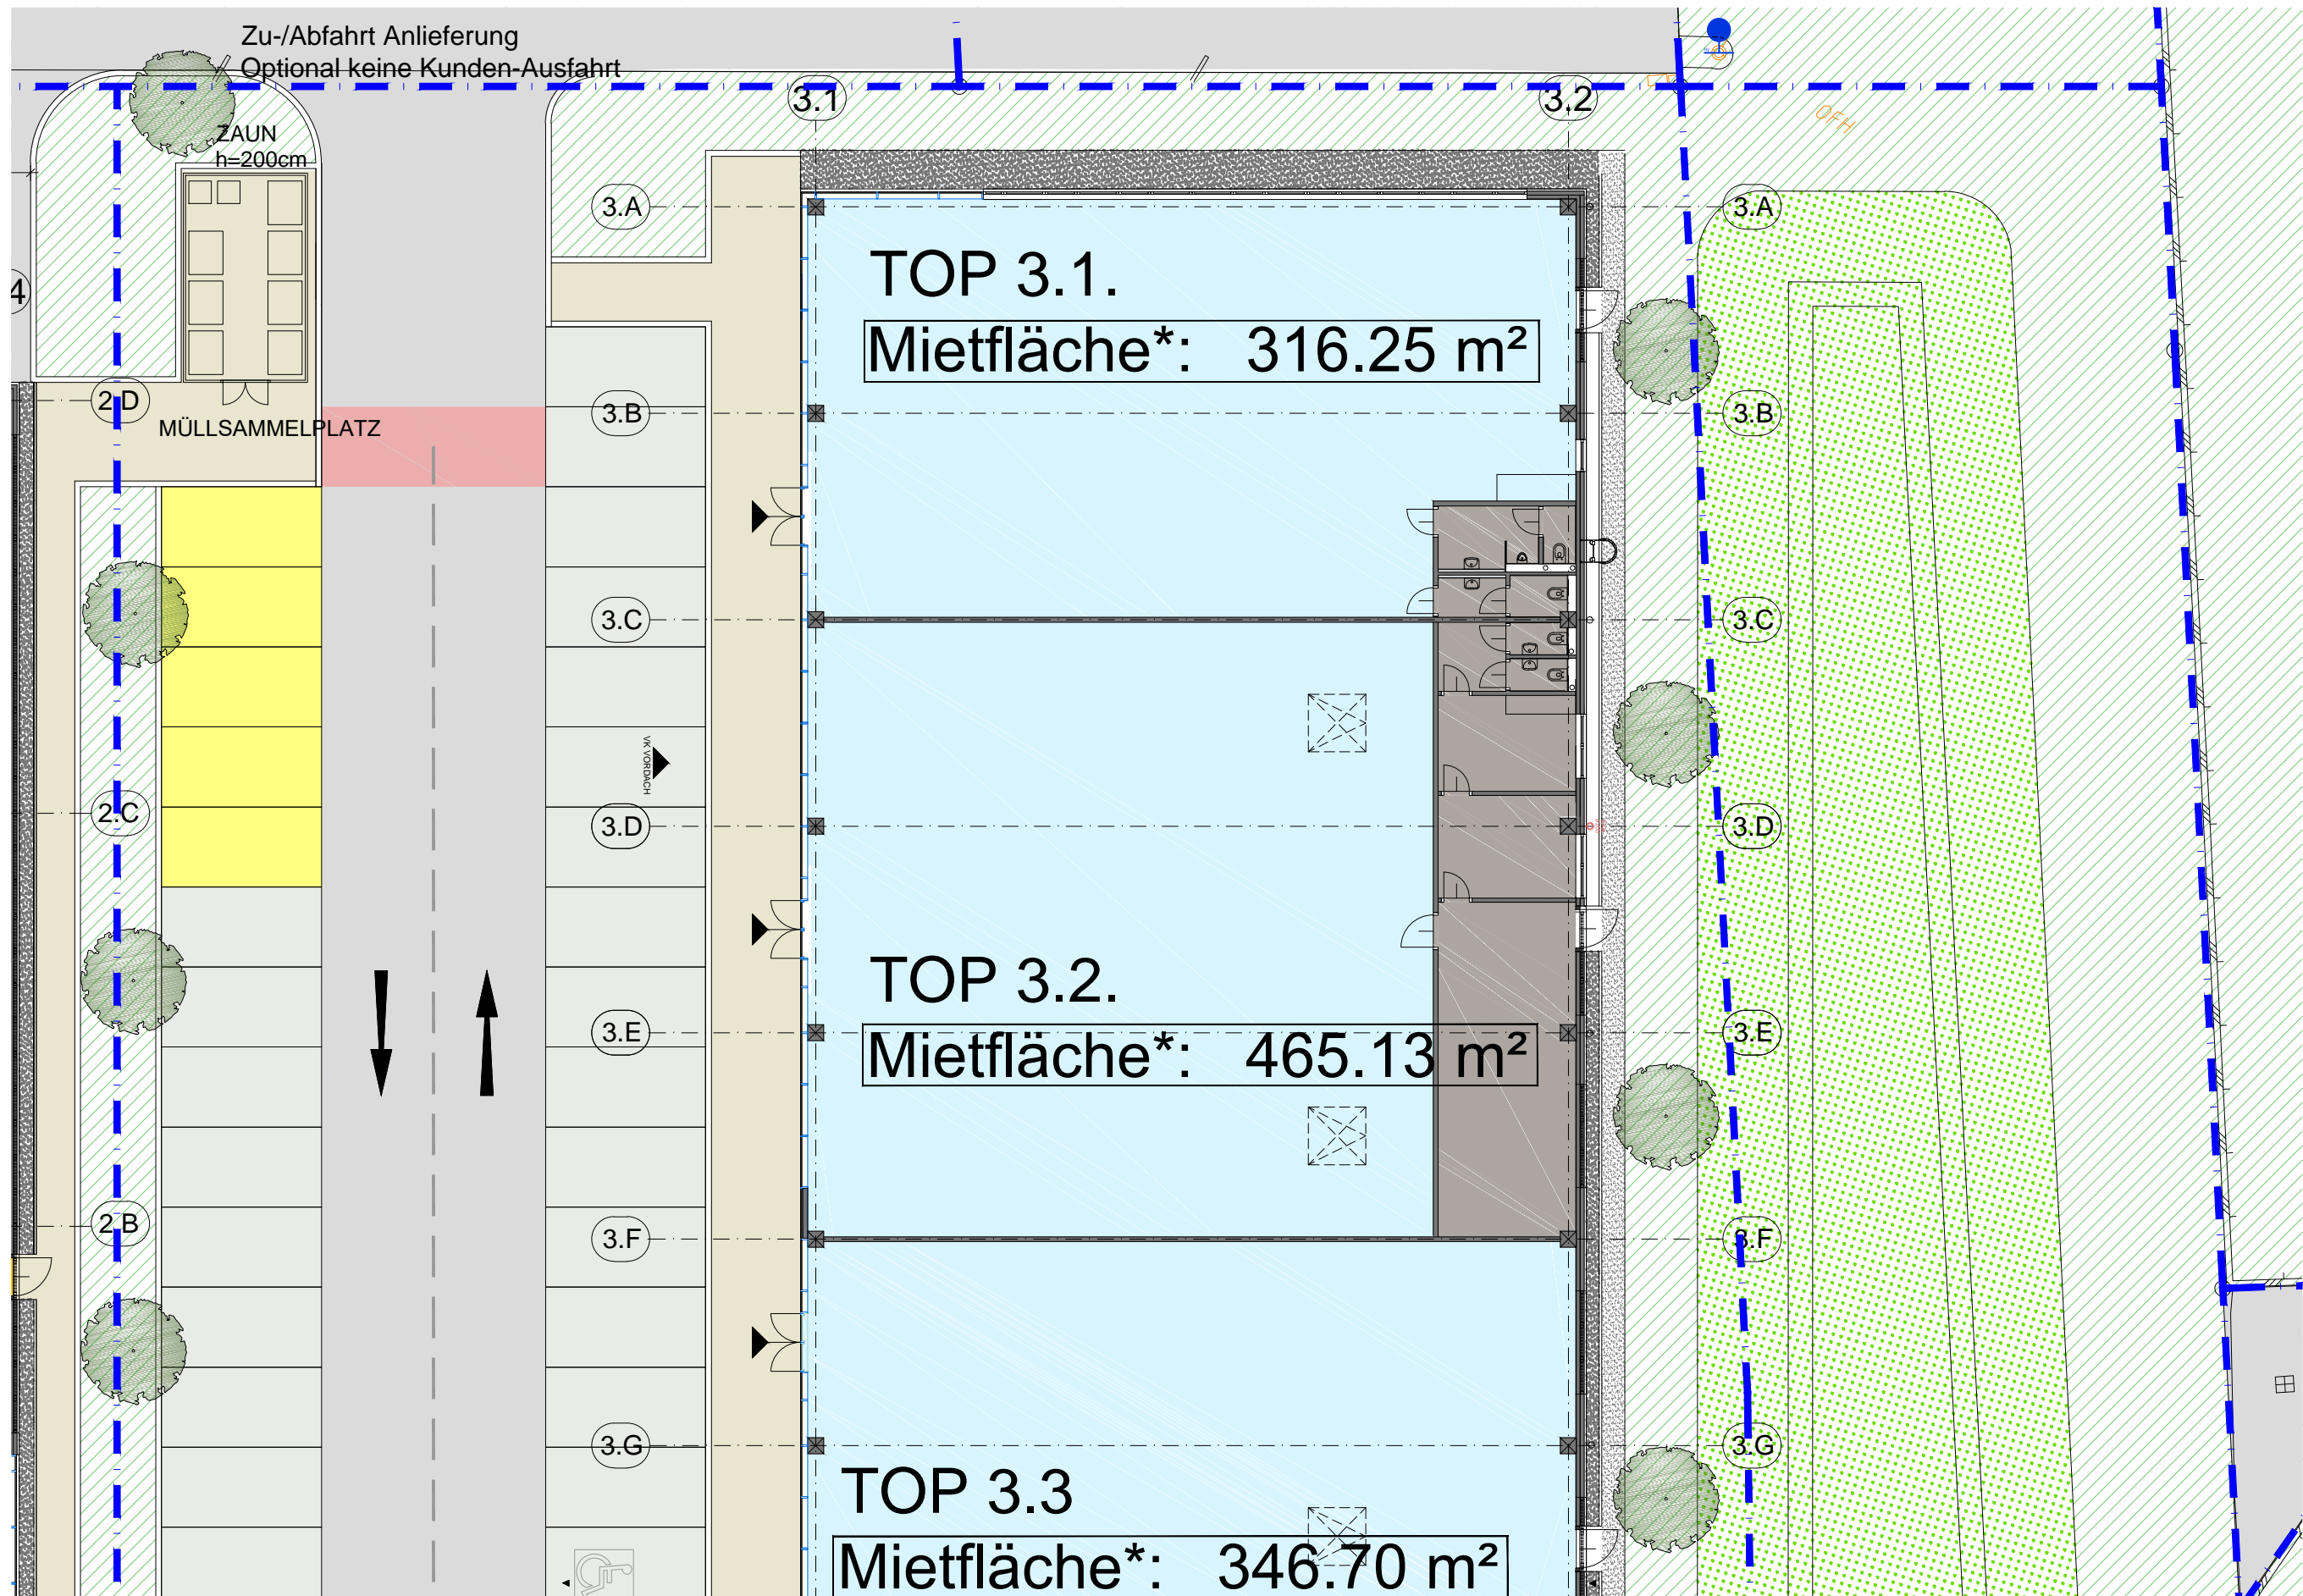 Zu-/Abfahrt Anlieferung
Optional keine Kunden-Ausfahrt
3.1
3.2
OFH
ZAUN
h=200cm
3.A
3.A
TOP 3.1.
4
Mietfläche*: 316.25 m²
2.D
3.B
3.B
MÜLLSAMMELPLATZ
3.C
3.C
VK VORDACH
2.C
3.D
3.D
TOP 3.2.
3.E
3.E
Mietfläche*: 465.13 m²
2.B
3.F
3.F
3.G
3.G
TOP 3.3
Mietfläche*: 346.70 m²